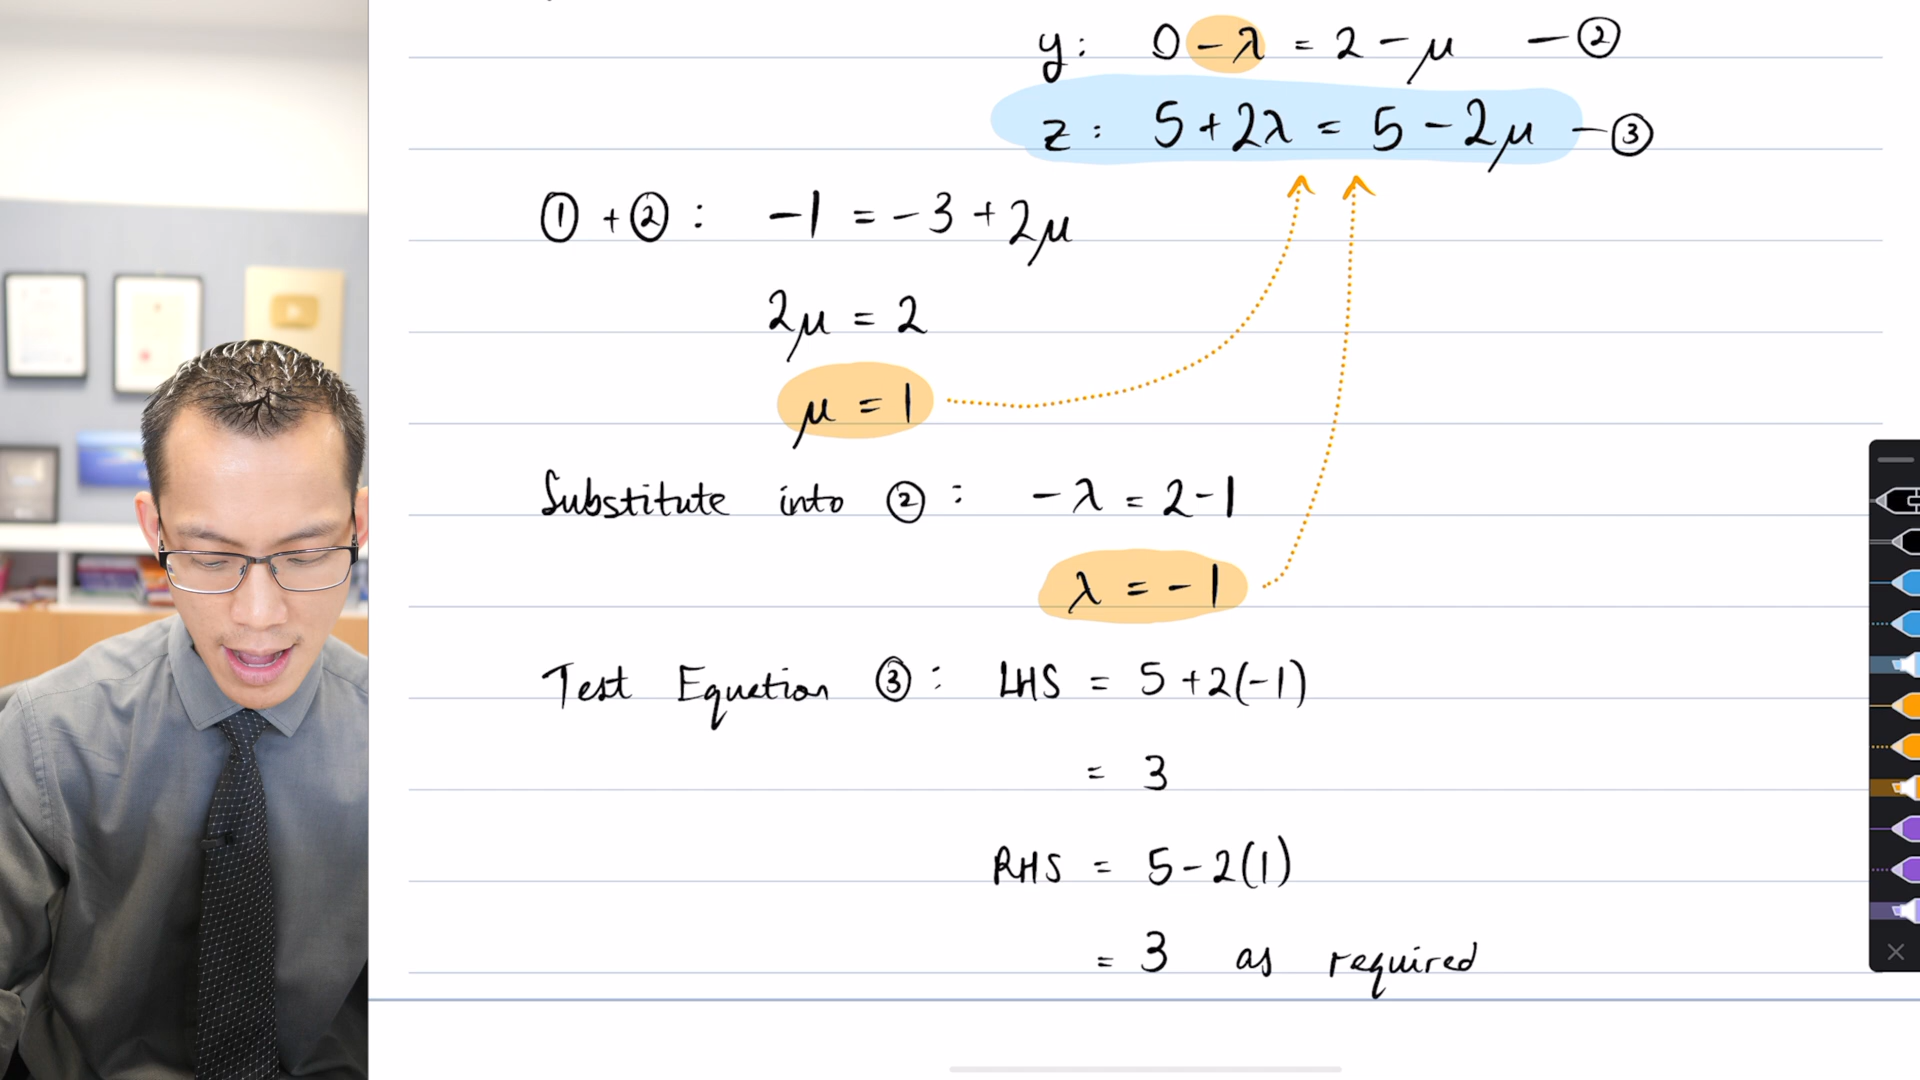 y: 0 - λ = 2 - μ - ②
z: 5 + 2λ = 5 - 2μ - ③
① + ② : -1 = -3 + 2μ
2μ = 2
μ = 1
Substitute into ② : -λ = 2 - 1
λ = -1
Test Equation ③ : LHS = 5 + 2(-1)
= 3
RHS = 5 - 2(1)
= 3 as required